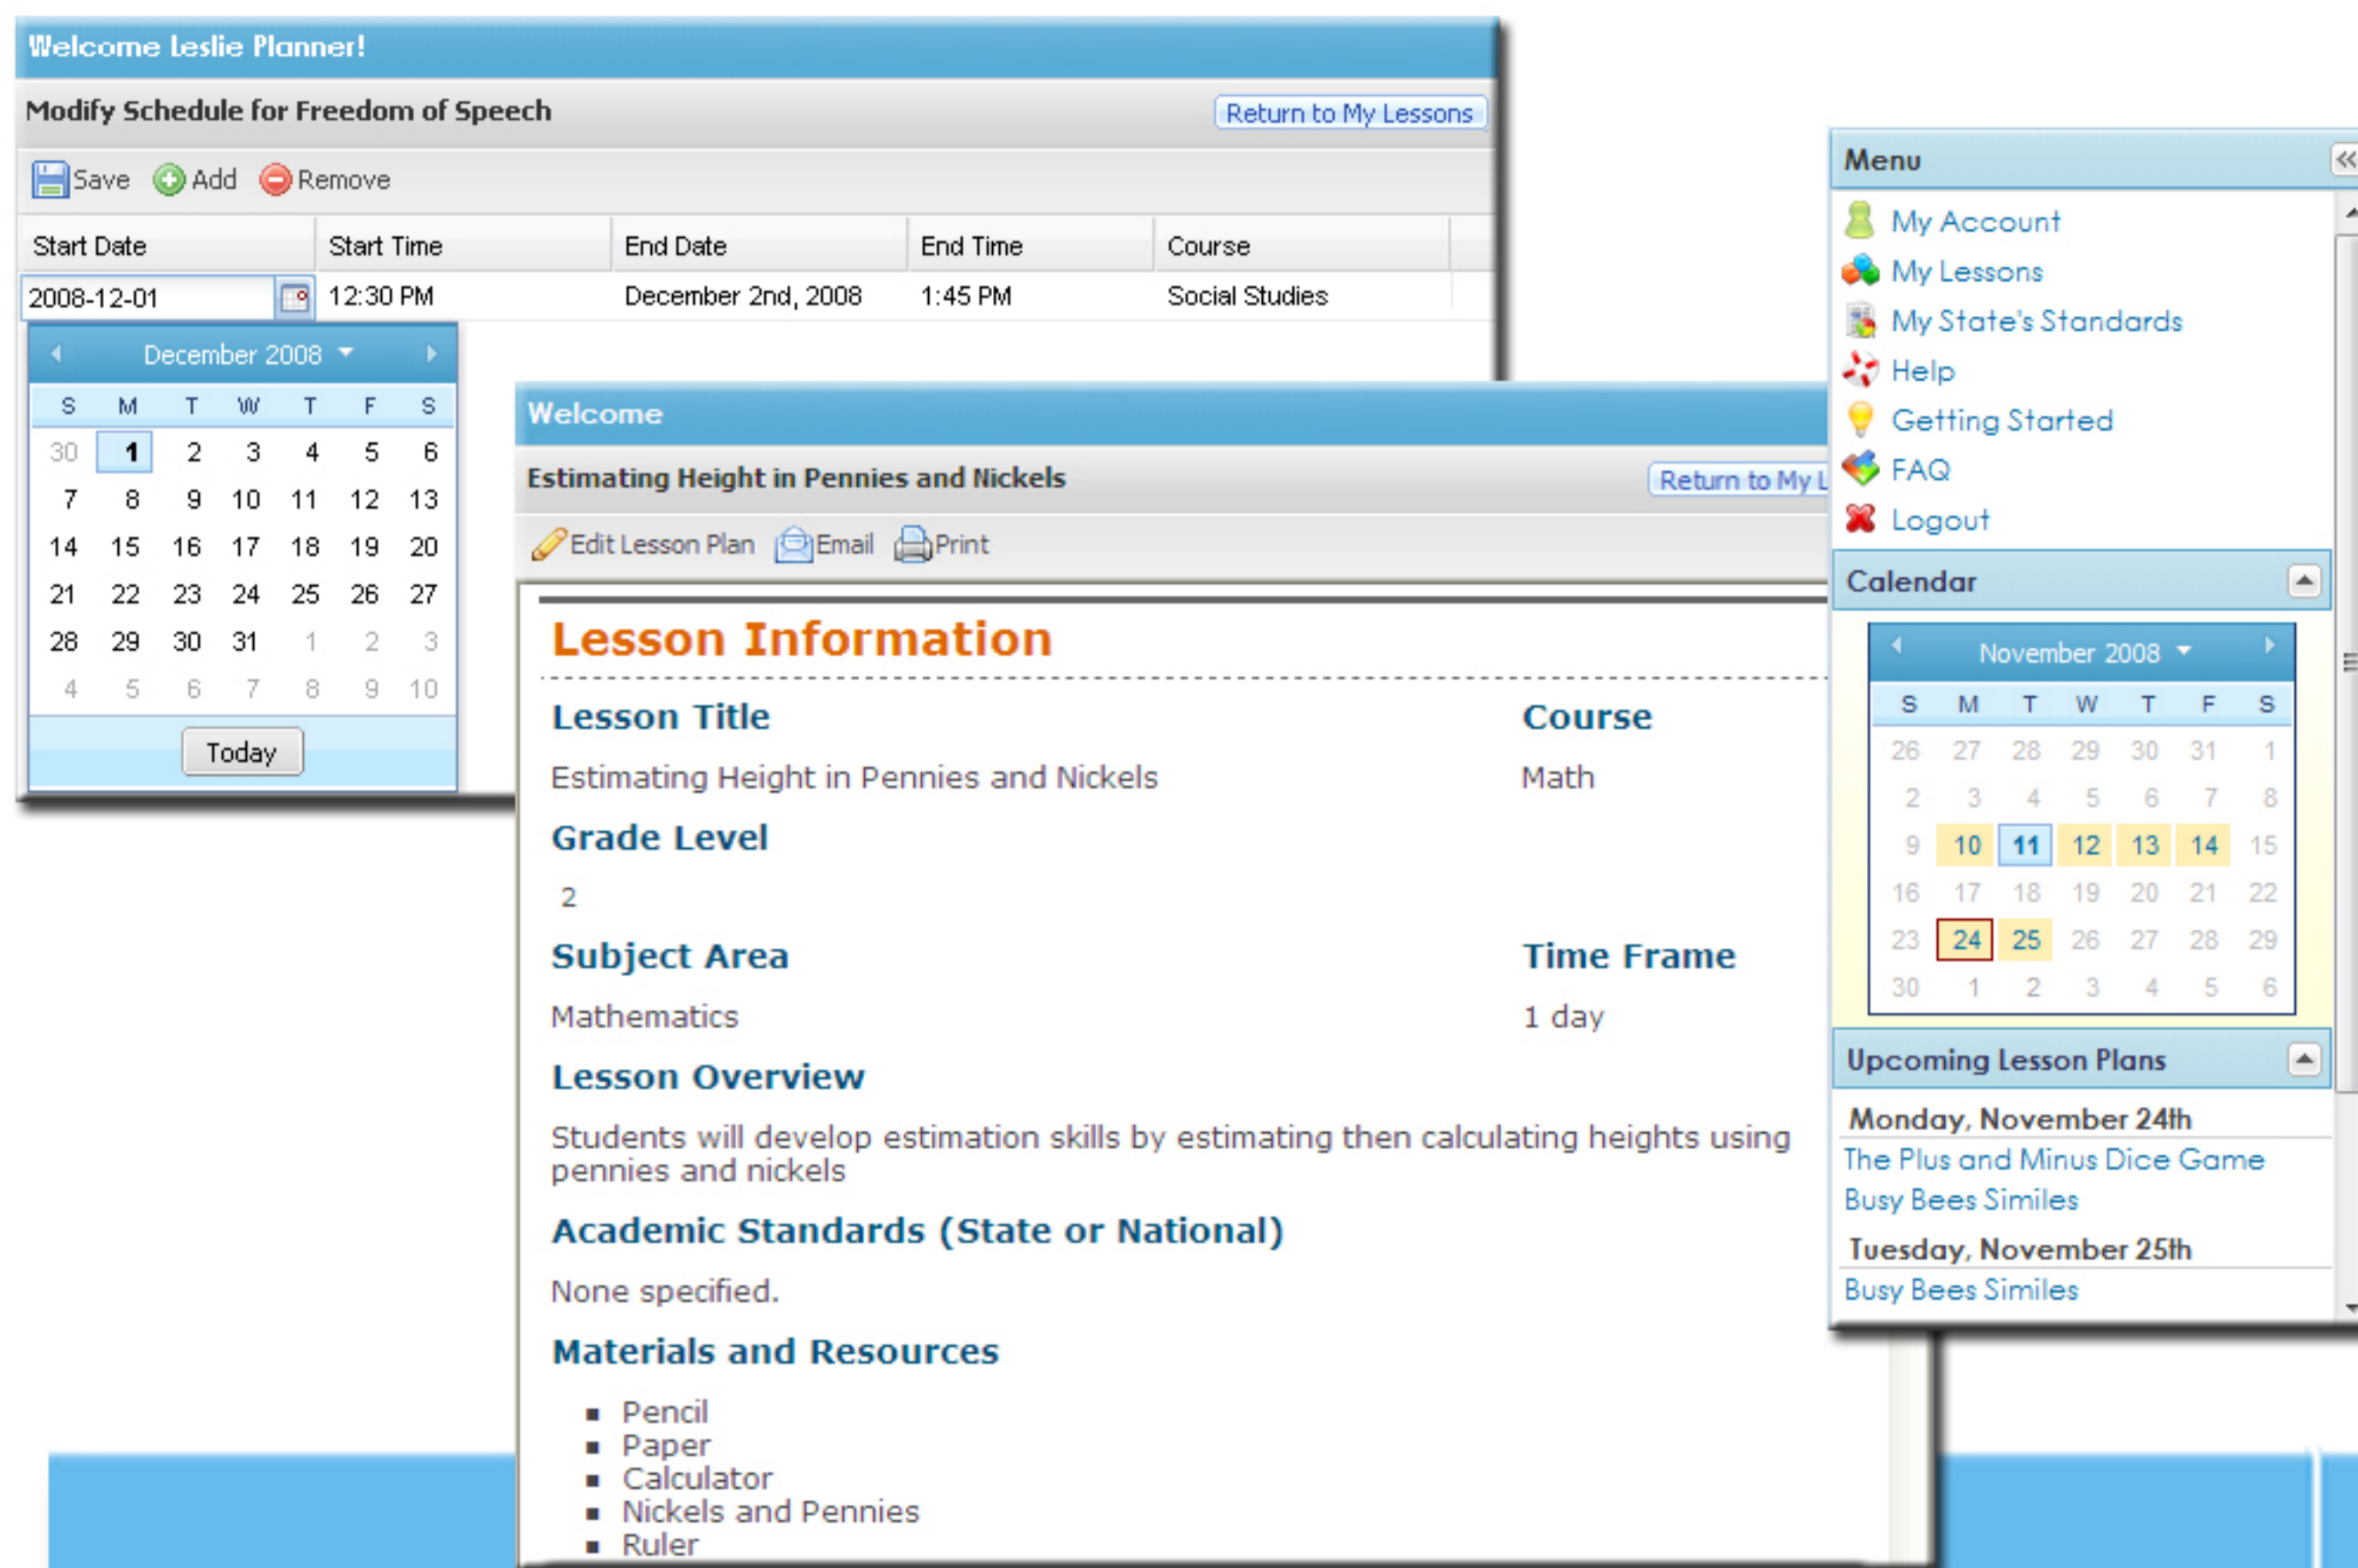 Welcome Leslie Planner!
Modify Schedule for Freedom of Speech
Return to My Lessons
Save Add Remove
Start Date Start Time End Date End Time Course
2008-12-01 12:30 PM December 2nd, 2008 1:45 PM Social Studies
December 2008
S M T W T F S
30 1 2 3 4 5 6
7 8 9 10 11 12 13
14 15 16 17 18 19 20
21 22 23 24 25 26 27
28 29 30 31 1 2 3
4 5 6 7 8 9 10
Today
Welcome
Estimating Height in Pennies and Nickels
Return to My L
Edit Lesson Plan Email Print
Lesson Information
Lesson Title Course
Estimating Height in Pennies and Nickels Math
Grade Level
2
Subject Area Time Frame
Mathematics 1 day
Lesson Overview
Students will develop estimation skills by estimating then calculating heights using
pennies and nickels
Academic Standards (State or National)
None specified.
Materials and Resources
Pencil
Paper
Calculator
Nickels and Pennies
Ruler
Menu
My Account
My Lessons
My State's Standards
Help
Getting Started
FAQ
Logout
Calendar
November 2008
S M T W T F S
26 27 28 29 30 31 1
2 3 4 5 6 7 8
9 10 11 12 13 14 15
16 17 18 19 20 21 22
23 24 25 26 27 28 29
30 1 2 3 4 5 6
Upcoming Lesson Plans
Monday, November 24th
The Plus and Minus Dice Game
Busy Bees Similes
Tuesday, November 25th
Busy Bees Similes